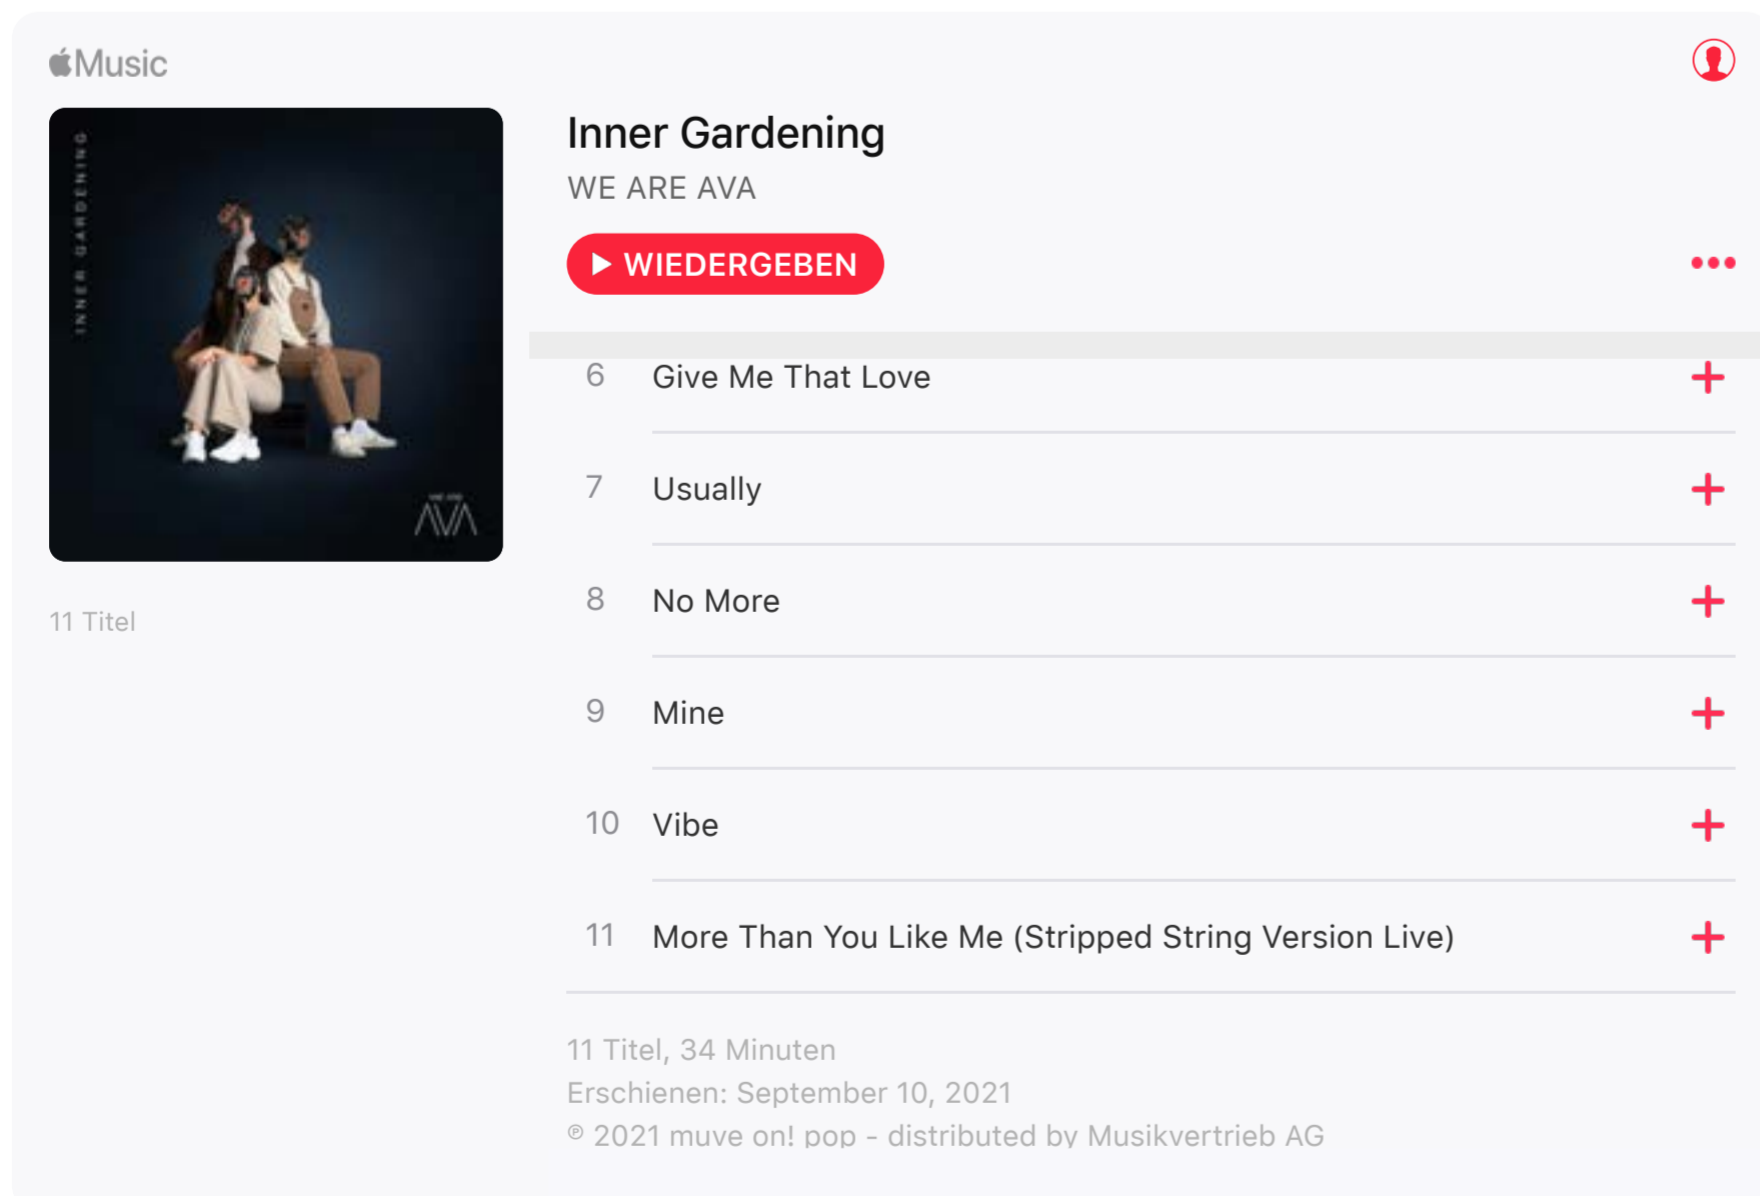 Music
INNER GARDENING
WE ARE
AVA
11 Titel
Inner Gardening
WE ARE AVA
WIEDERGEBEN
6 Give Me That Love
7 Usually
8 No More
9 Mine
10 Vibe
11 More Than You Like Me (Stripped String Version Live)
11 Titel, 34 Minuten
Erschienen: September 10, 2021
℗ 2021 muve on! pop - distributed by Musikvertrieb AG